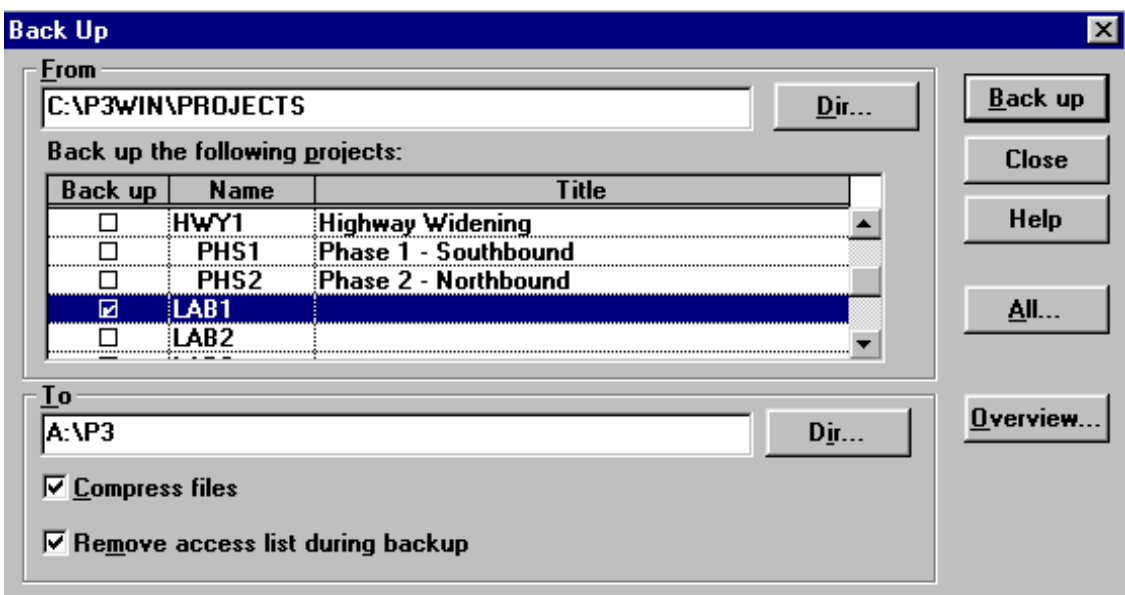 Back Up
From
C:\P3WIN\PROJECTS
Dir...
Back up the following projects:
Back up Name Title
HWY1 Highway Widening
PHS1 Phase 1 - Southbound
PHS2 Phase 2 - Northbound
LAB1
LAB2
To
A:\P3
Dir...
Compress files
Remove access list during backup
Back up
Close
Help
All...
Overview...